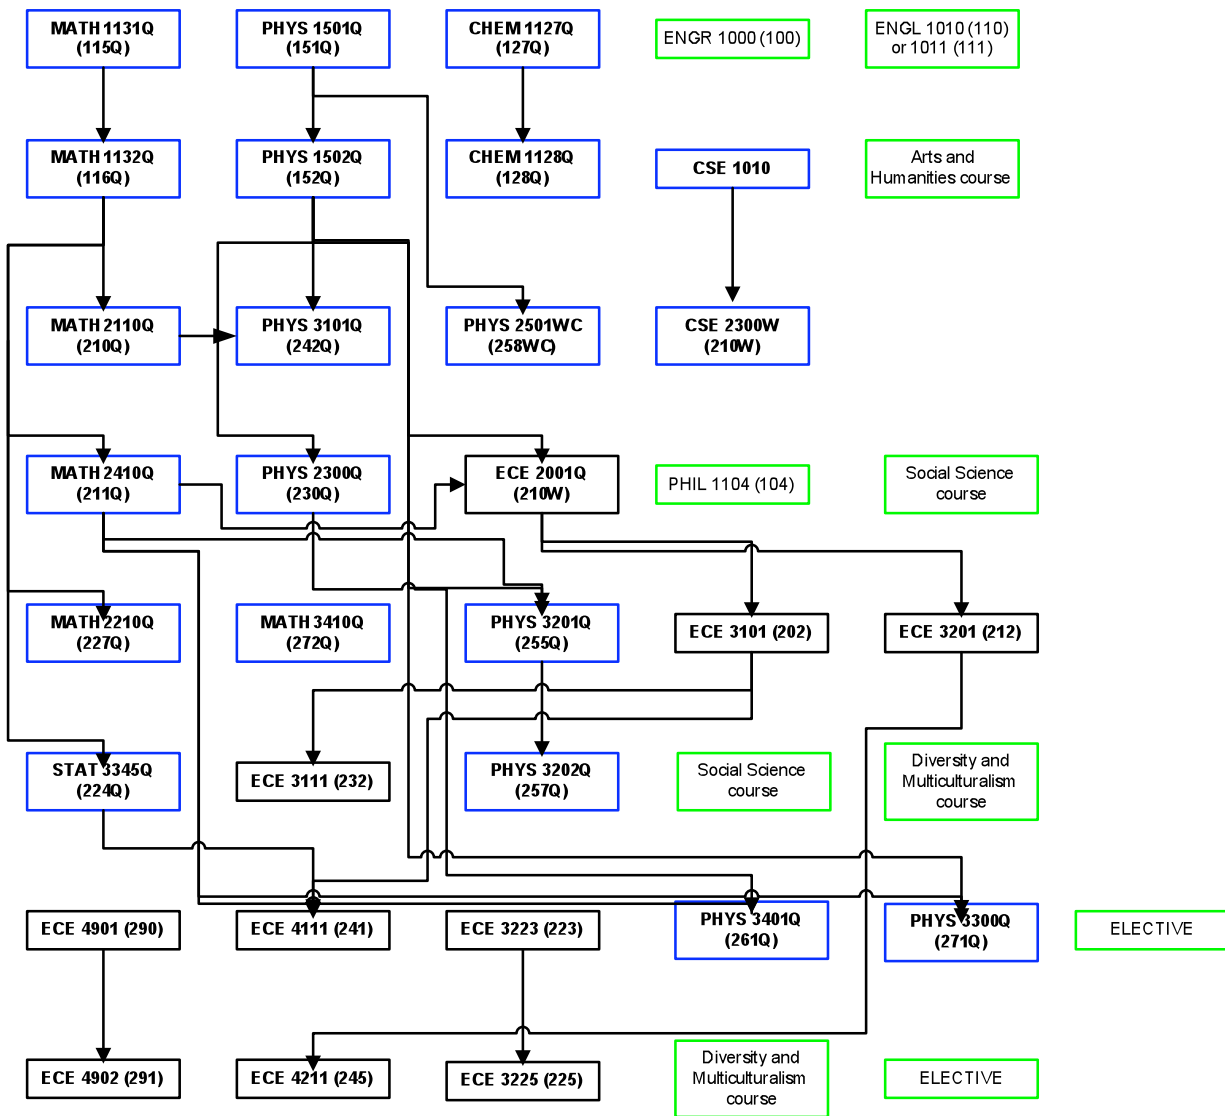 MATH 1131Q
(115Q)
PHYS 1501Q
(151Q)
CHEM 1127Q
(127Q)
ENGR 1000 (100)
ENGL 1010 (110)
or 1011 (111)
MATH 1132Q
(116Q)
PHYS 1502Q
(152Q)
CHEM 1128Q
(128Q)
CSE 1010
Arts and
Humanities course
MATH 2110Q
(210Q)
PHYS 3101Q
(242Q)
PHYS 2501WC
(258WC)
CSE 2300W
(210W)
MATH 2410Q
(211Q)
PHYS 2300Q
(230Q)
ECE 2001Q
(210W)
PHIL 1104 (104)
Social Science
course
MATH 2210Q
(227Q)
MATH 3410Q
(272Q)
PHYS 3201Q
(255Q)
ECE 3101 (202)
ECE 3201 (212)
STAT 3345Q
(224Q)
ECE 3111 (232)
PHYS 3202Q
(257Q)
Social Science
course
Diversity and
Multiculturalism
course
ECE 4901 (290)
ECE 4111 (241)
ECE 3223 (223)
PHYS 3401Q
(261Q)
PHYS 3300Q
(271Q)
ELECTIVE
ECE 4902 (291)
ECE 4211 (245)
ECE 3225 (225)
Diversity and
Multiculturalism
course
ELECTIVE